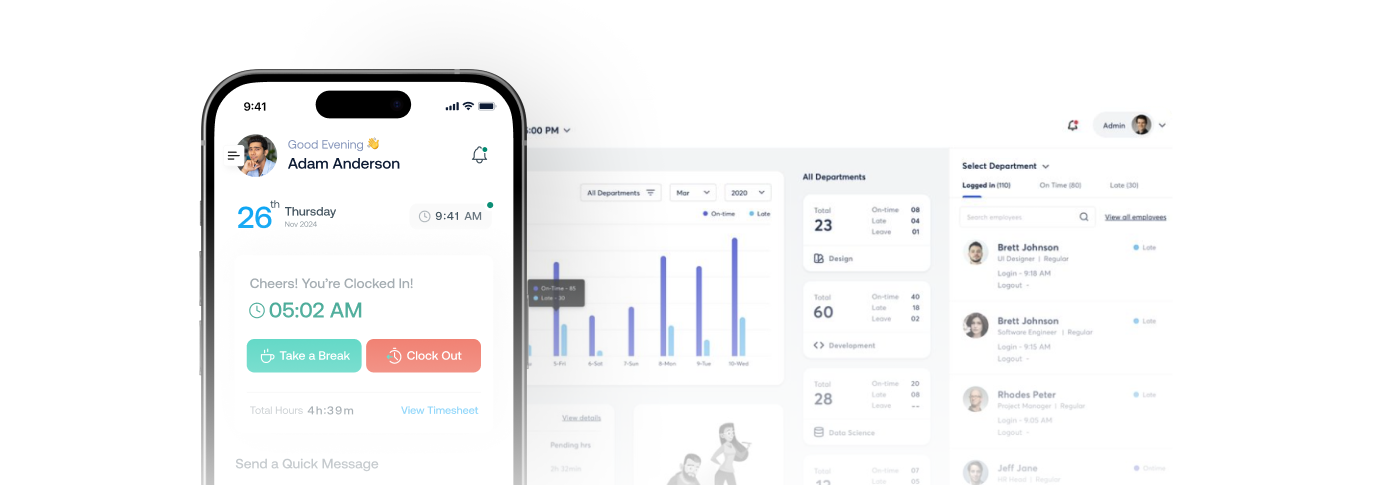 9:41
Good Evening 👋
Adam Anderson
26th
Thursday
Nov 2024
9:41 AM
Cheers! You're Clocked In!
05:02 AM
Take a Break
Clock Out
Total Hours 4h:39m
View Timesheet
Send a Quick Message
:00 PM
Admin
All Departments
Mar
2020
On-time
Late
On-Time - 85
Late - 30
5-Fri
6-Sat
7-Sun
8-Mon
9-Tue
10-Wed
View details
Pending hrs
All Departments
Total
23
On-time 08
Late 04
Leave 01
Design
Total
60
On-time 40
Late 18
Leave 02
Development
Total
28
On-time 20
Late 08
Leave --
Data Science
Total
On-time 07
Late 05
Select Department
Logged in (110)
On Time (80)
Late (30)
Search employees
View all employees
Brett Johnson
Late
UI Designer | Regular
Login - 9:18 AM
Logout -
Brett Johnson
Late
Software Engineer | Regular
Login - 9:15 AM
Logout -
Rhodes Peter
Late
Project Manager | Regular
Login - 9:05 AM
Logout -
Jeff Jane
Ontime
HR Head | Regular